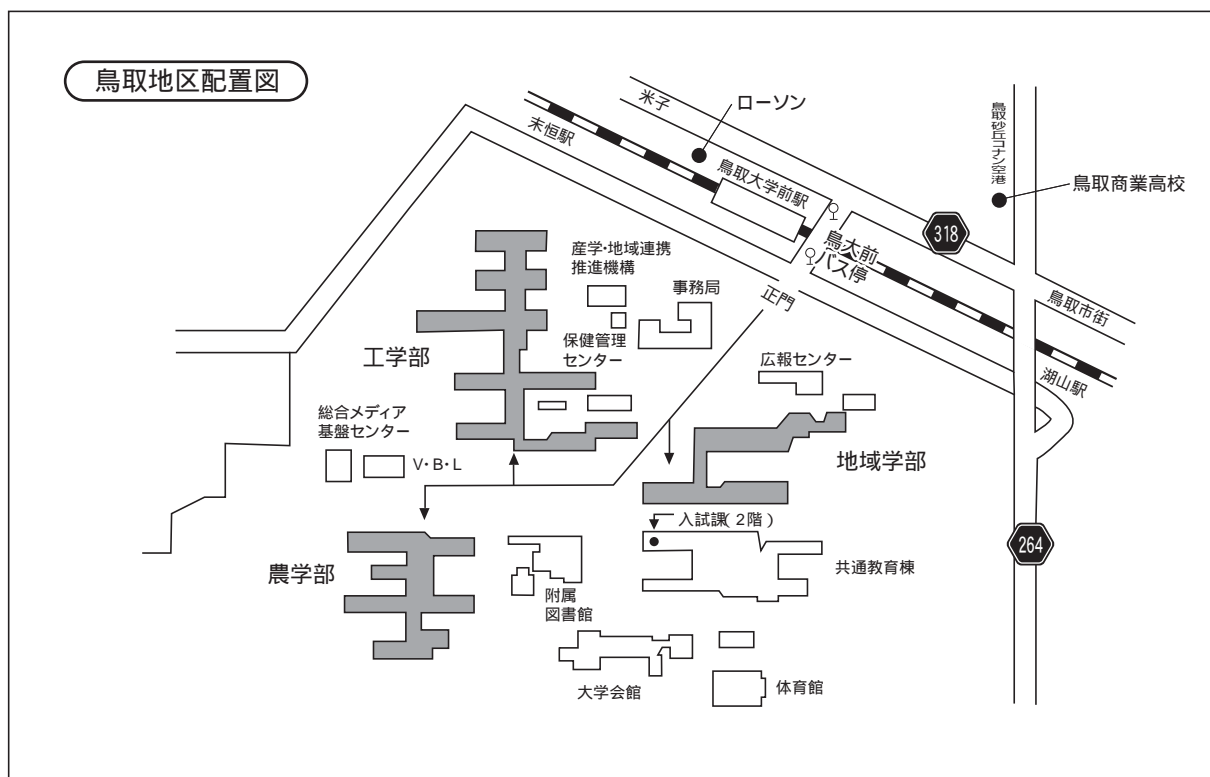 鳥取地区配置図
米子
ローソン
末恒駅
鳥取大学前駅
鳥取砂丘コナン空港
鳥取商業高校
318
鳥大前
バス停
産学・地域連携
推進機構
事務局
正門
鳥取市街
保健管理
センター
工学部
広報センター
湖山駅
総合メディア
基盤センター
V・B・L
地域学部
入試課(2階)
264
農学部
共通教育棟
附属
図書館
大学会館
体育館